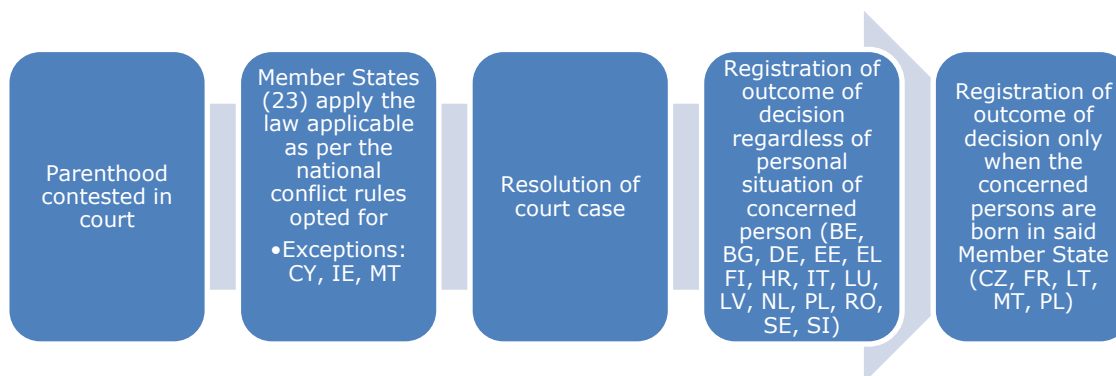 Parenthood
contested in
court
Member States
(23) apply the
law applicable
as per the
national
conflict rules
opted for
•Exceptions:
CY, IE, MT
Resolution of
court case
Registration of
outcome of
decision
regardless of
personal
situation of
concerned
person (BE,
BG, DE, EE, EL
FI, HR, IT, LU,
LV, NL, PL, RO,
SE, SI)
Registration of
outcome of
decision only
when the
concerned
persons are
born in said
Member State
(CZ, FR, LT,
MT, PL)